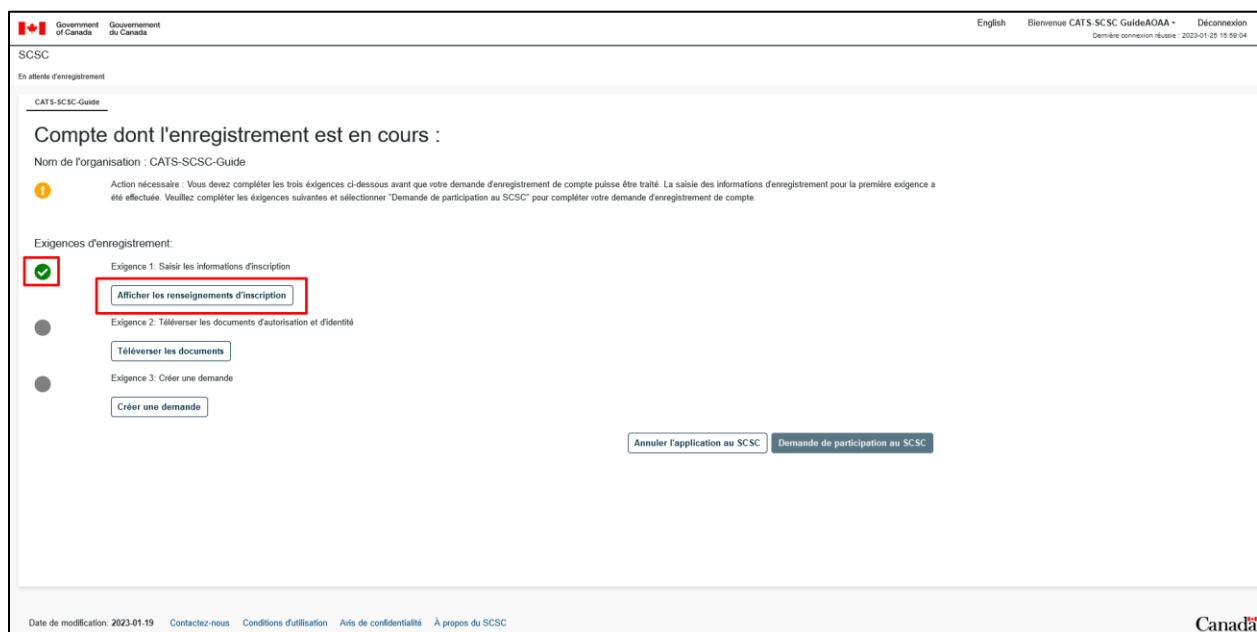 Government of Canada
Gouvernement du Canada
English
Bienvenue CATS-SCSC GuideAOAA
Déconnexion
Dernière connexion réussie : 2023-01-25 15:59:04
SCSC
En attente d'enregistrement
CATS-SCSC-Guide
Compte dont l'enregistrement est en cours :
Nom de l'organisation : CATS-SCSC-Guide
Action nécessaire : Vous devez compléter les trois éxigences ci-dessous avant que votre demande d'enregistrement de compte puisse être traité. La saisie des informations d'enregistrement pour la première exigence a
été effectuée. Veuillez compléter les éxigences suivantes et sélectionner "Demande de participation au SCSC" pour compléter votre demande d'enregistrement de compte.
Exigences d'enregistrement:
Exigence 1: Saisir les informations d'inscription
Afficher les renseignements d'inscription
Exigence 2: Téléverser les documents d'autorisation et d'identité
Téléverser les documents
Exigence 3: Créer une demande
Créer une demande
Annuler l'application au SCSC
Demande de participation au SCSC
Date de modification: 2023-01-19
Contactez-nous
Conditions d'utilisation
Avis de confidentialité
À propos du SCSC
Canada